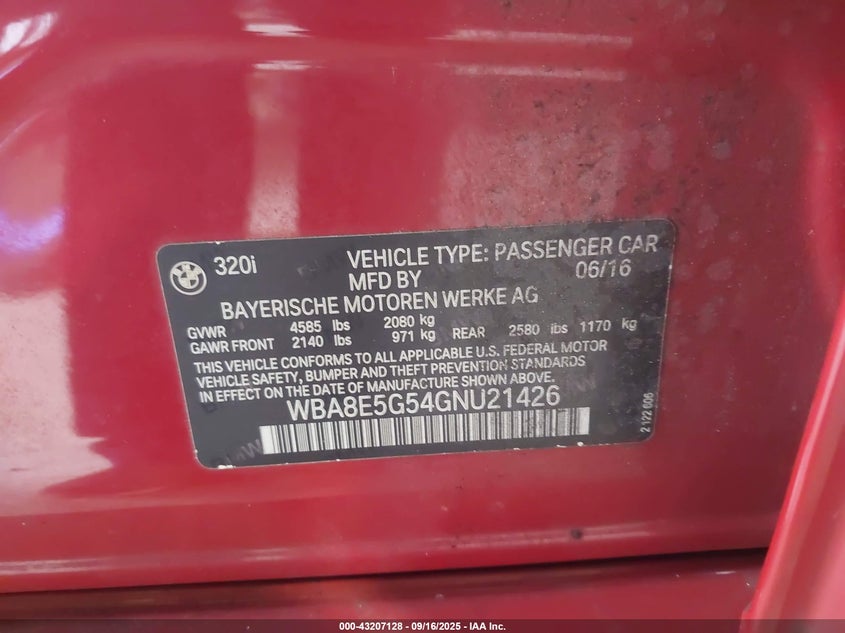 320i
VEHICLE TYPE: PASSENGER CAR
MFD BY 06/16
BAYERISCHE MOTOREN WERKE AG
GVWR 4585 lbs 2080 kg
GAWR FRONT 2140 lbs 971 kg REAR 2580 lbs 1170 kg
THIS VEHICLE CONFORMS TO ALL APPLICABLE U.S. FEDERAL MOTOR
VEHICLE SAFETY, BUMPER AND THEFT PREVENTION STANDARDS
IN EFFECT ON THE DATE OF MANUFACTURE SHOWN ABOVE.
WBA8E5G54GNU21426
2 122 606
000-43207128 - 09/16/2025 - IAA Inc.